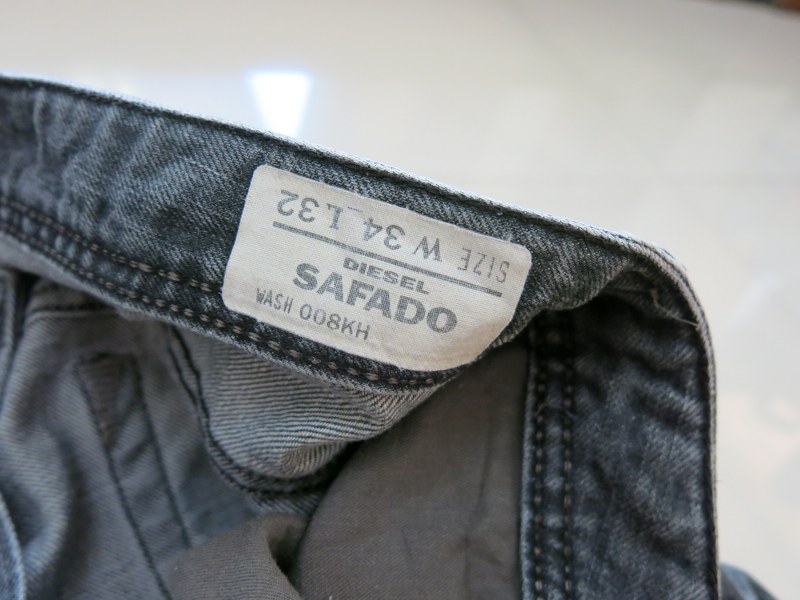 SIZE W 34 L 32
DIESEL
SAFADO
WASH 008KH